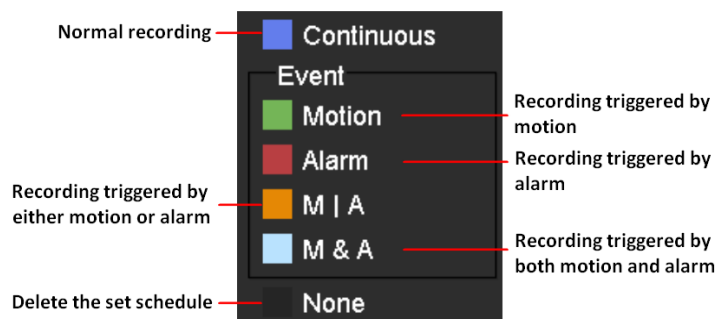 Normal recording
Continuous
Event
Motion
Recording triggered by
motion
Alarm
Recording triggered by
alarm
Recording triggered by
either motion or alarm
M | A
M & A
Recording triggered by
both motion and alarm
Delete the set schedule
None